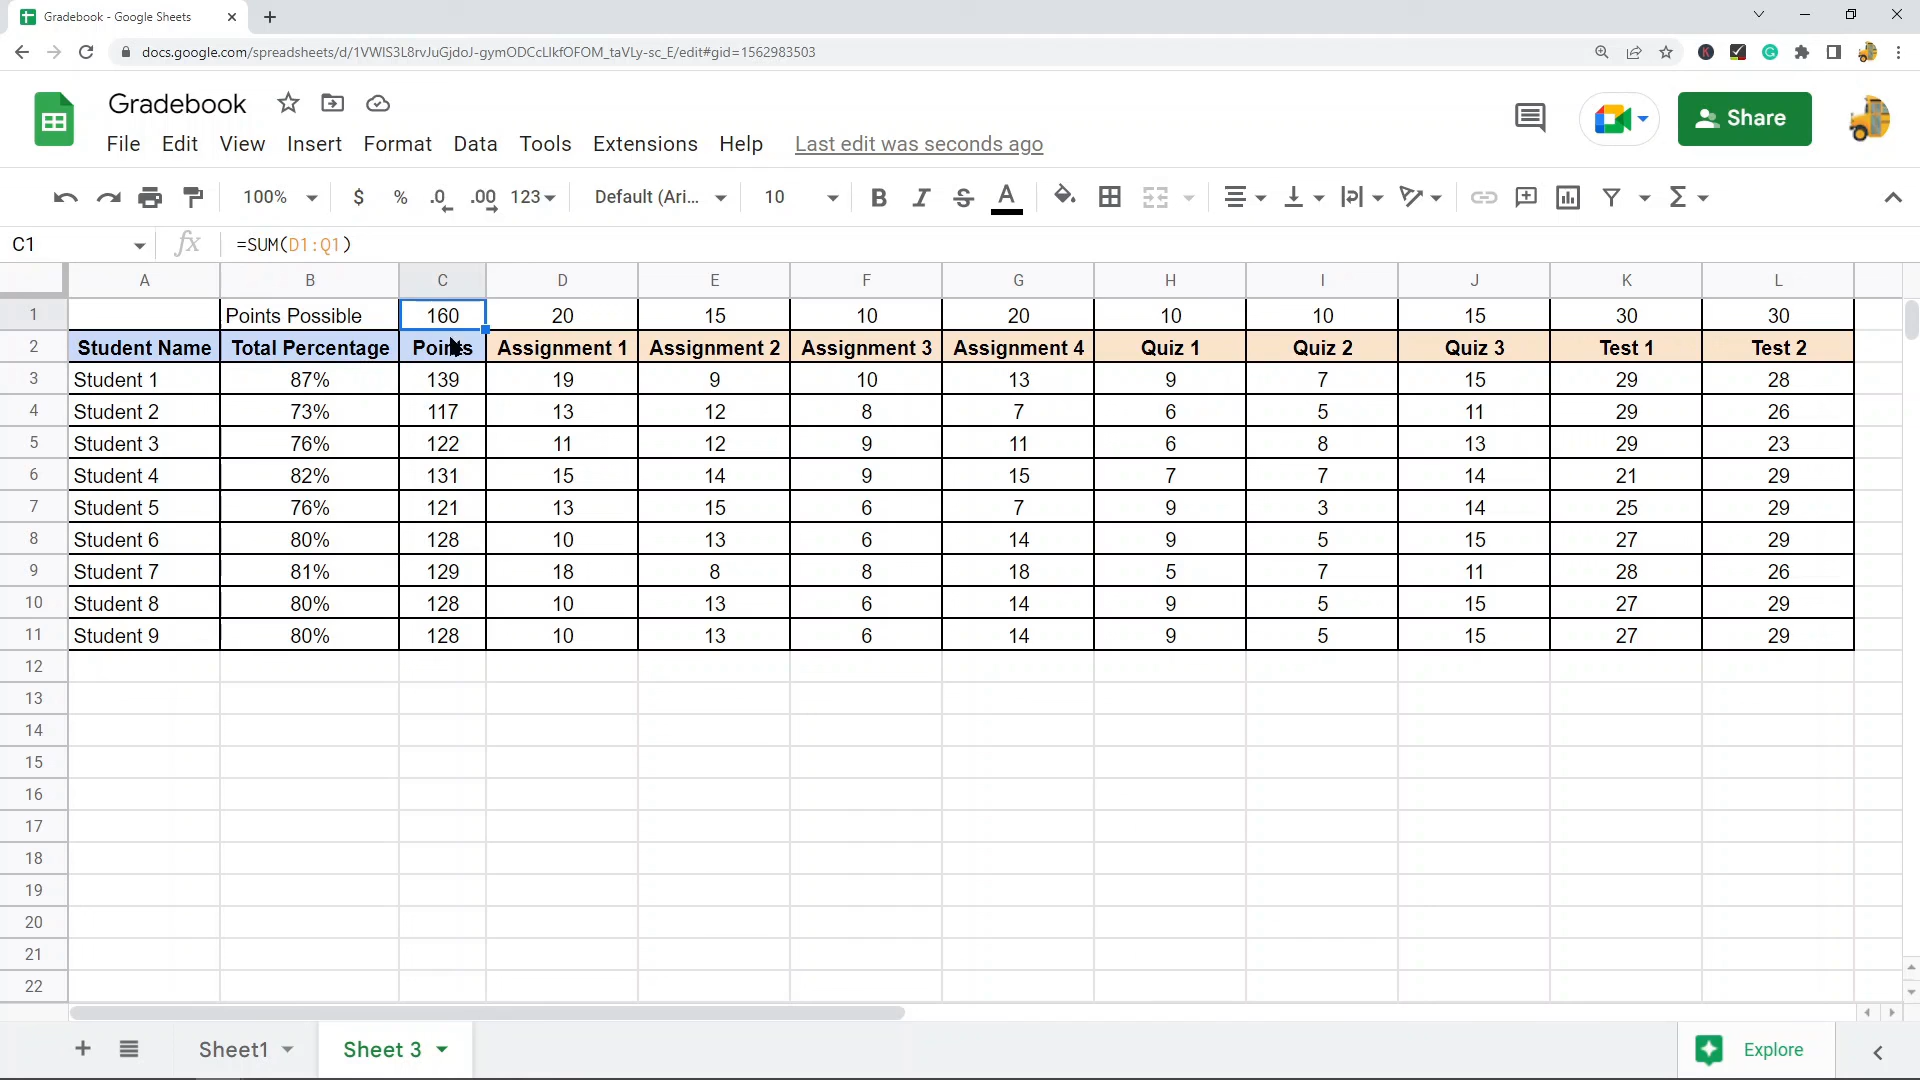 Gradebook - Google Sheets
docs.google.com/spreadsheets/d/1VWIS3L8rvJuGjdoJ-gymODCcLIkfOFOM_taVLy-sc_E/edit#gid=1562983503
Gradebook
Share
File Edit View Insert Format Data Tools Extensions Help Last edit was seconds ago
100% $ % .0 .00 123 Default (Ari... 10 B I S A
C1 fx =SUM(D1:Q1)
A B C D E F G H I J K L
1 Points Possible 160 20 15 10 20 10 10 15 30 30
2 Student Name Total Percentage Points Assignment 1 Assignment 2 Assignment 3 Assignment 4 Quiz 1 Quiz 2 Quiz 3 Test 1 Test 2
3 Student 1 87% 139 19 9 10 13 9 7 15 29 28
4 Student 2 73% 117 13 12 8 7 6 5 11 29 26
5 Student 3 76% 122 11 12 9 11 6 8 13 29 23
6 Student 4 82% 131 15 14 9 15 7 7 14 21 29
7 Student 5 76% 121 13 15 6 7 9 3 14 25 29
8 Student 6 80% 128 10 13 6 14 9 5 15 27 29
9 Student 7 81% 129 18 8 8 18 5 7 11 28 26
10 Student 8 80% 128 10 13 6 14 9 5 15 27 29
11 Student 9 80% 128 10 13 6 14 9 5 15 27 29
12
13
14
15
16
17
18
19
20
21
22
Sheet1 Sheet 3 Explore